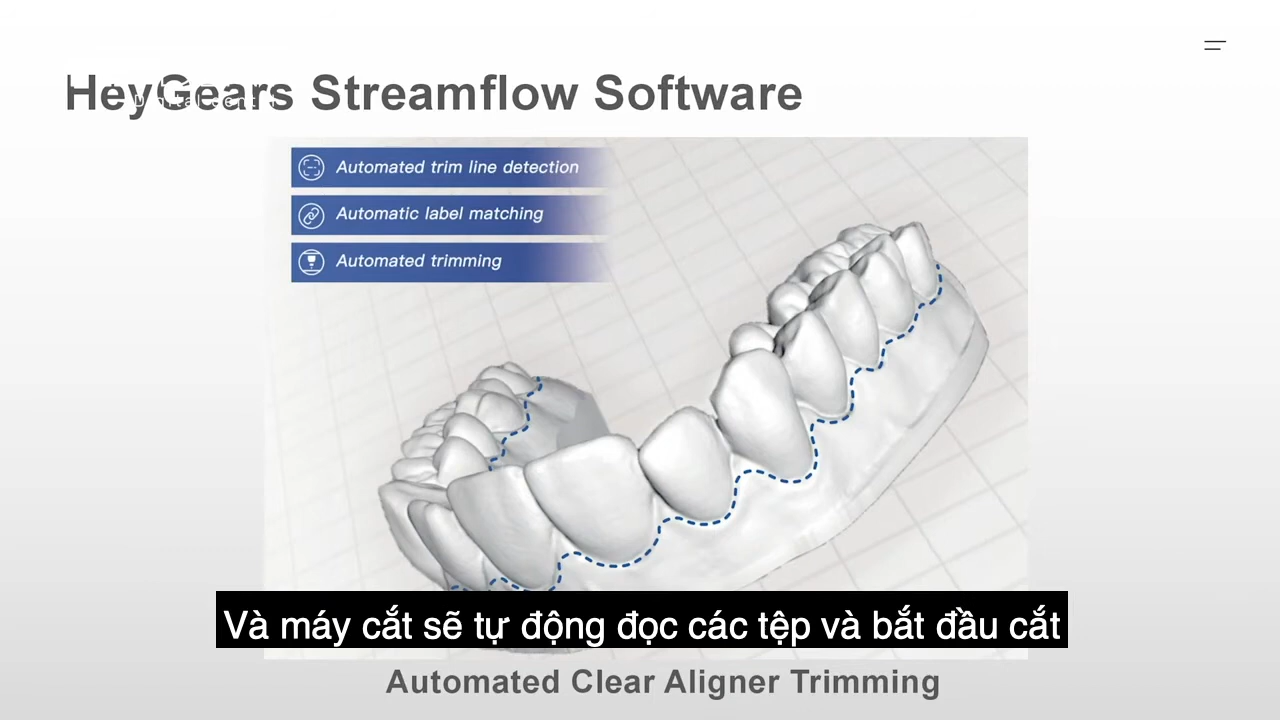 HeyGears Streamflow Software
Automated trim line detection
Automatic label matching
Automated trimming
Và máy cắt sẽ tự động đọc các tệp và bắt đầu cắt
Automated Clear Aligner Trimming